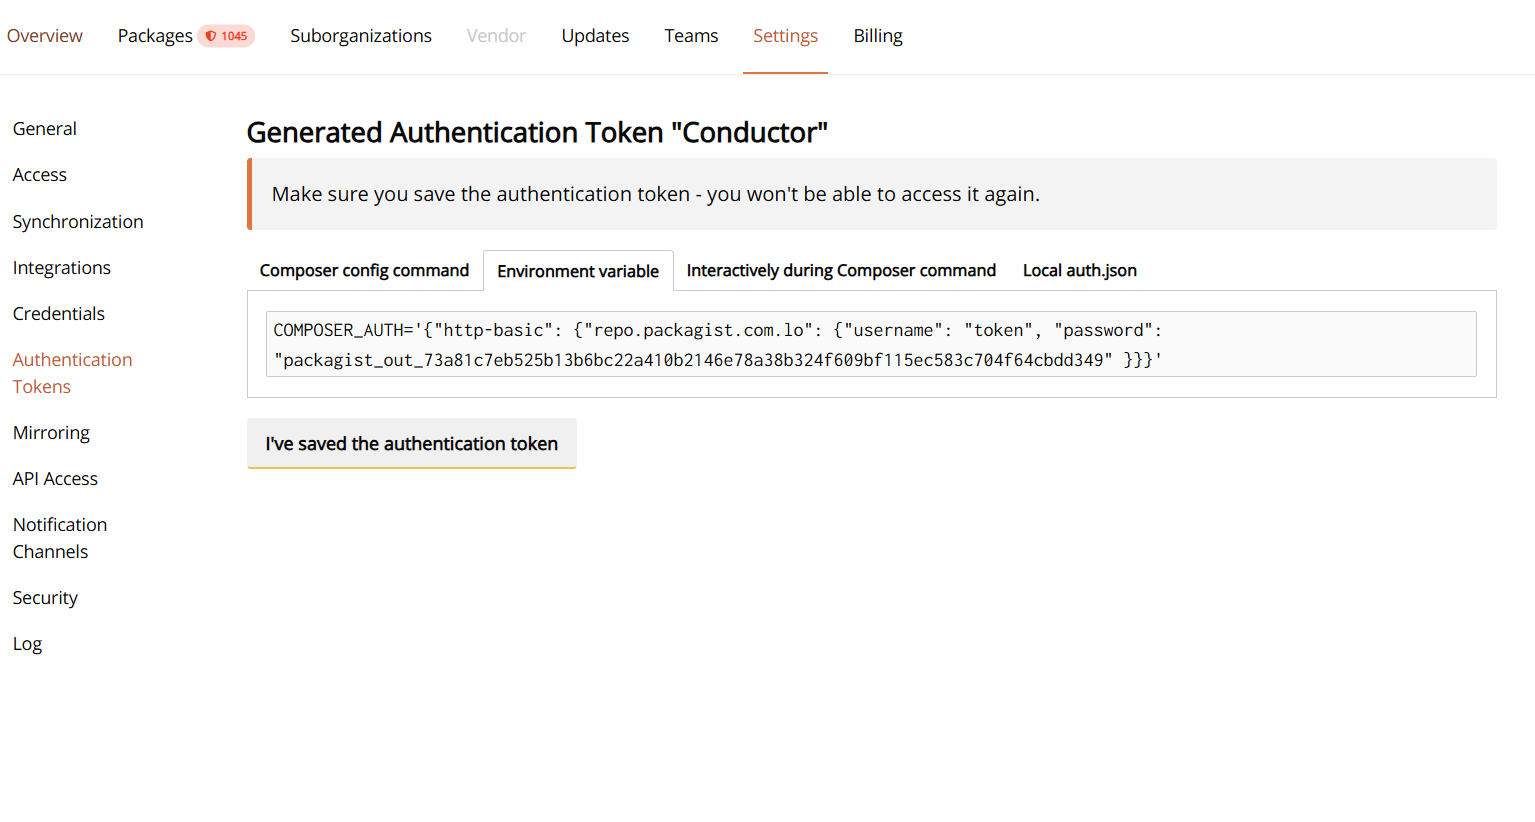 Overview Packages 1045 Suborganizations Vendor Updates Teams Settings Billing
General
Access
Synchronization
Integrations
Credentials
Authentication
Tokens
Mirroring
API Access
Notification
Channels
Security
Log
Generated Authentication Token "Conductor"
Make sure you save the authentication token - you won't be able to access it again.
Composer config command Environment variable Interactively during Composer command Local auth.json
COMPOSER_AUTH='{"http-basic": {"repo.packagist.com.lo": {"username": "token", "password":
"packagist_out_73a81c7eb525b13b6bc22a410b2146e78a38b324f609bf115ec583c704f64cbdd349" }}}'
I've saved the authentication token